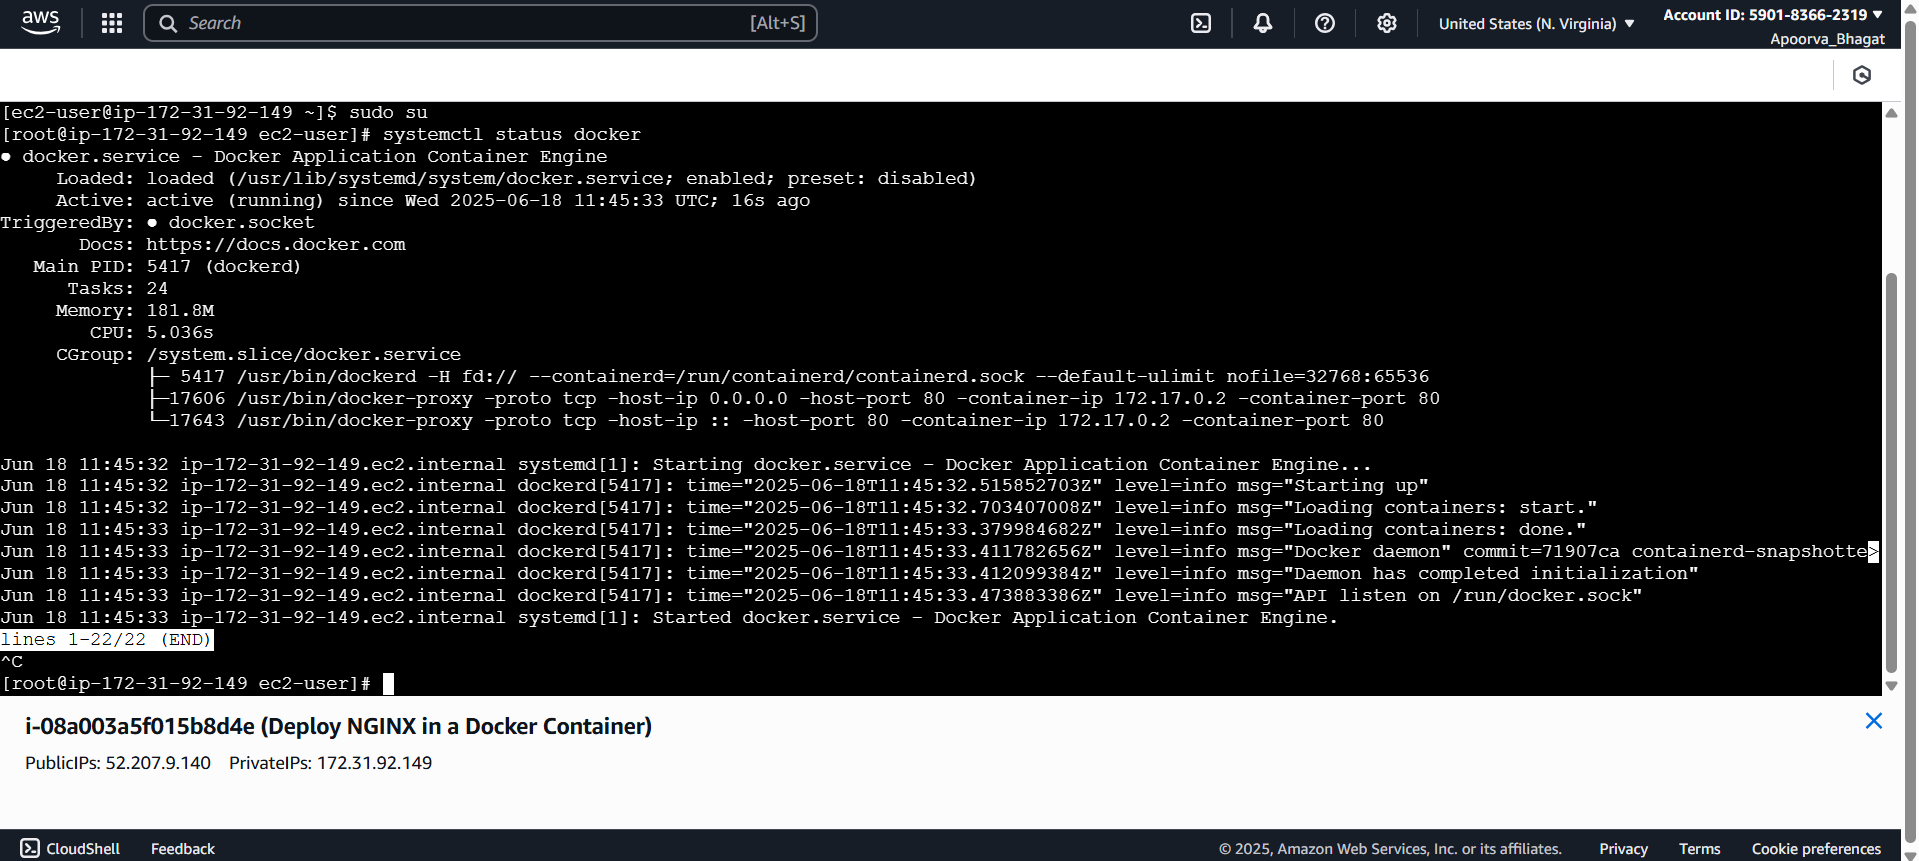 aws
Search [Alt+S]
United States (N. Virginia)
Account ID: 5901-8366-2319
Apoorva_Bhagat
[ec2-user@ip-172-31-92-149 ~]$ sudo su
[root@ip-172-31-92-149 ec2-user]# systemctl status docker
● docker.service - Docker Application Container Engine
Loaded: loaded (/usr/lib/systemd/system/docker.service; enabled; preset: disabled)
Active: active (running) since Wed 2025-06-18 11:45:33 UTC; 16s ago
TriggeredBy: ● docker.socket
Docs: https://docs.docker.com
Main PID: 5417 (dockerd)
Tasks: 24
Memory: 181.8M
CPU: 5.036s
CGroup: /system.slice/docker.service
├─ 5417 /usr/bin/dockerd -H fd:// --containerd=/run/containerd/containerd.sock --default-ulimit nofile=32768:65536
├─17606 /usr/bin/docker-proxy -proto tcp -host-ip 0.0.0.0 -host-port 80 -container-ip 172.17.0.2 -container-port 80
└─17643 /usr/bin/docker-proxy -proto tcp -host-ip :: -host-port 80 -container-ip 172.17.0.2 -container-port 80
Jun 18 11:45:32 ip-172-31-92-149.ec2.internal systemd[1]: Starting docker.service - Docker Application Container Engine...
Jun 18 11:45:32 ip-172-31-92-149.ec2.internal dockerd[5417]: time="2025-06-18T11:45:32.515852703Z" level=info msg="Starting up"
Jun 18 11:45:32 ip-172-31-92-149.ec2.internal dockerd[5417]: time="2025-06-18T11:45:32.703407008Z" level=info msg="Loading containers: start."
Jun 18 11:45:33 ip-172-31-92-149.ec2.internal dockerd[5417]: time="2025-06-18T11:45:33.379984682Z" level=info msg="Loading containers: done."
Jun 18 11:45:33 ip-172-31-92-149.ec2.internal dockerd[5417]: time="2025-06-18T11:45:33.411782656Z" level=info msg="Docker daemon" commit=71907ca containerd-snapshotte>
Jun 18 11:45:33 ip-172-31-92-149.ec2.internal dockerd[5417]: time="2025-06-18T11:45:33.412099384Z" level=info msg="Daemon has completed initialization"
Jun 18 11:45:33 ip-172-31-92-149.ec2.internal dockerd[5417]: time="2025-06-18T11:45:33.473883386Z" level=info msg="API listen on /run/docker.sock"
Jun 18 11:45:33 ip-172-31-92-149.ec2.internal systemd[1]: Started docker.service - Docker Application Container Engine.
lines 1-22/22 (END)
^C
[root@ip-172-31-92-149 ec2-user]#
i-08a003a5f015b8d4e (Deploy NGINX in a Docker Container)
PublicIPs: 52.207.9.140 PrivateIPs: 172.31.92.149
CloudShell Feedback © 2025, Amazon Web Services, Inc. or its affiliates. Privacy Terms Cookie preferences